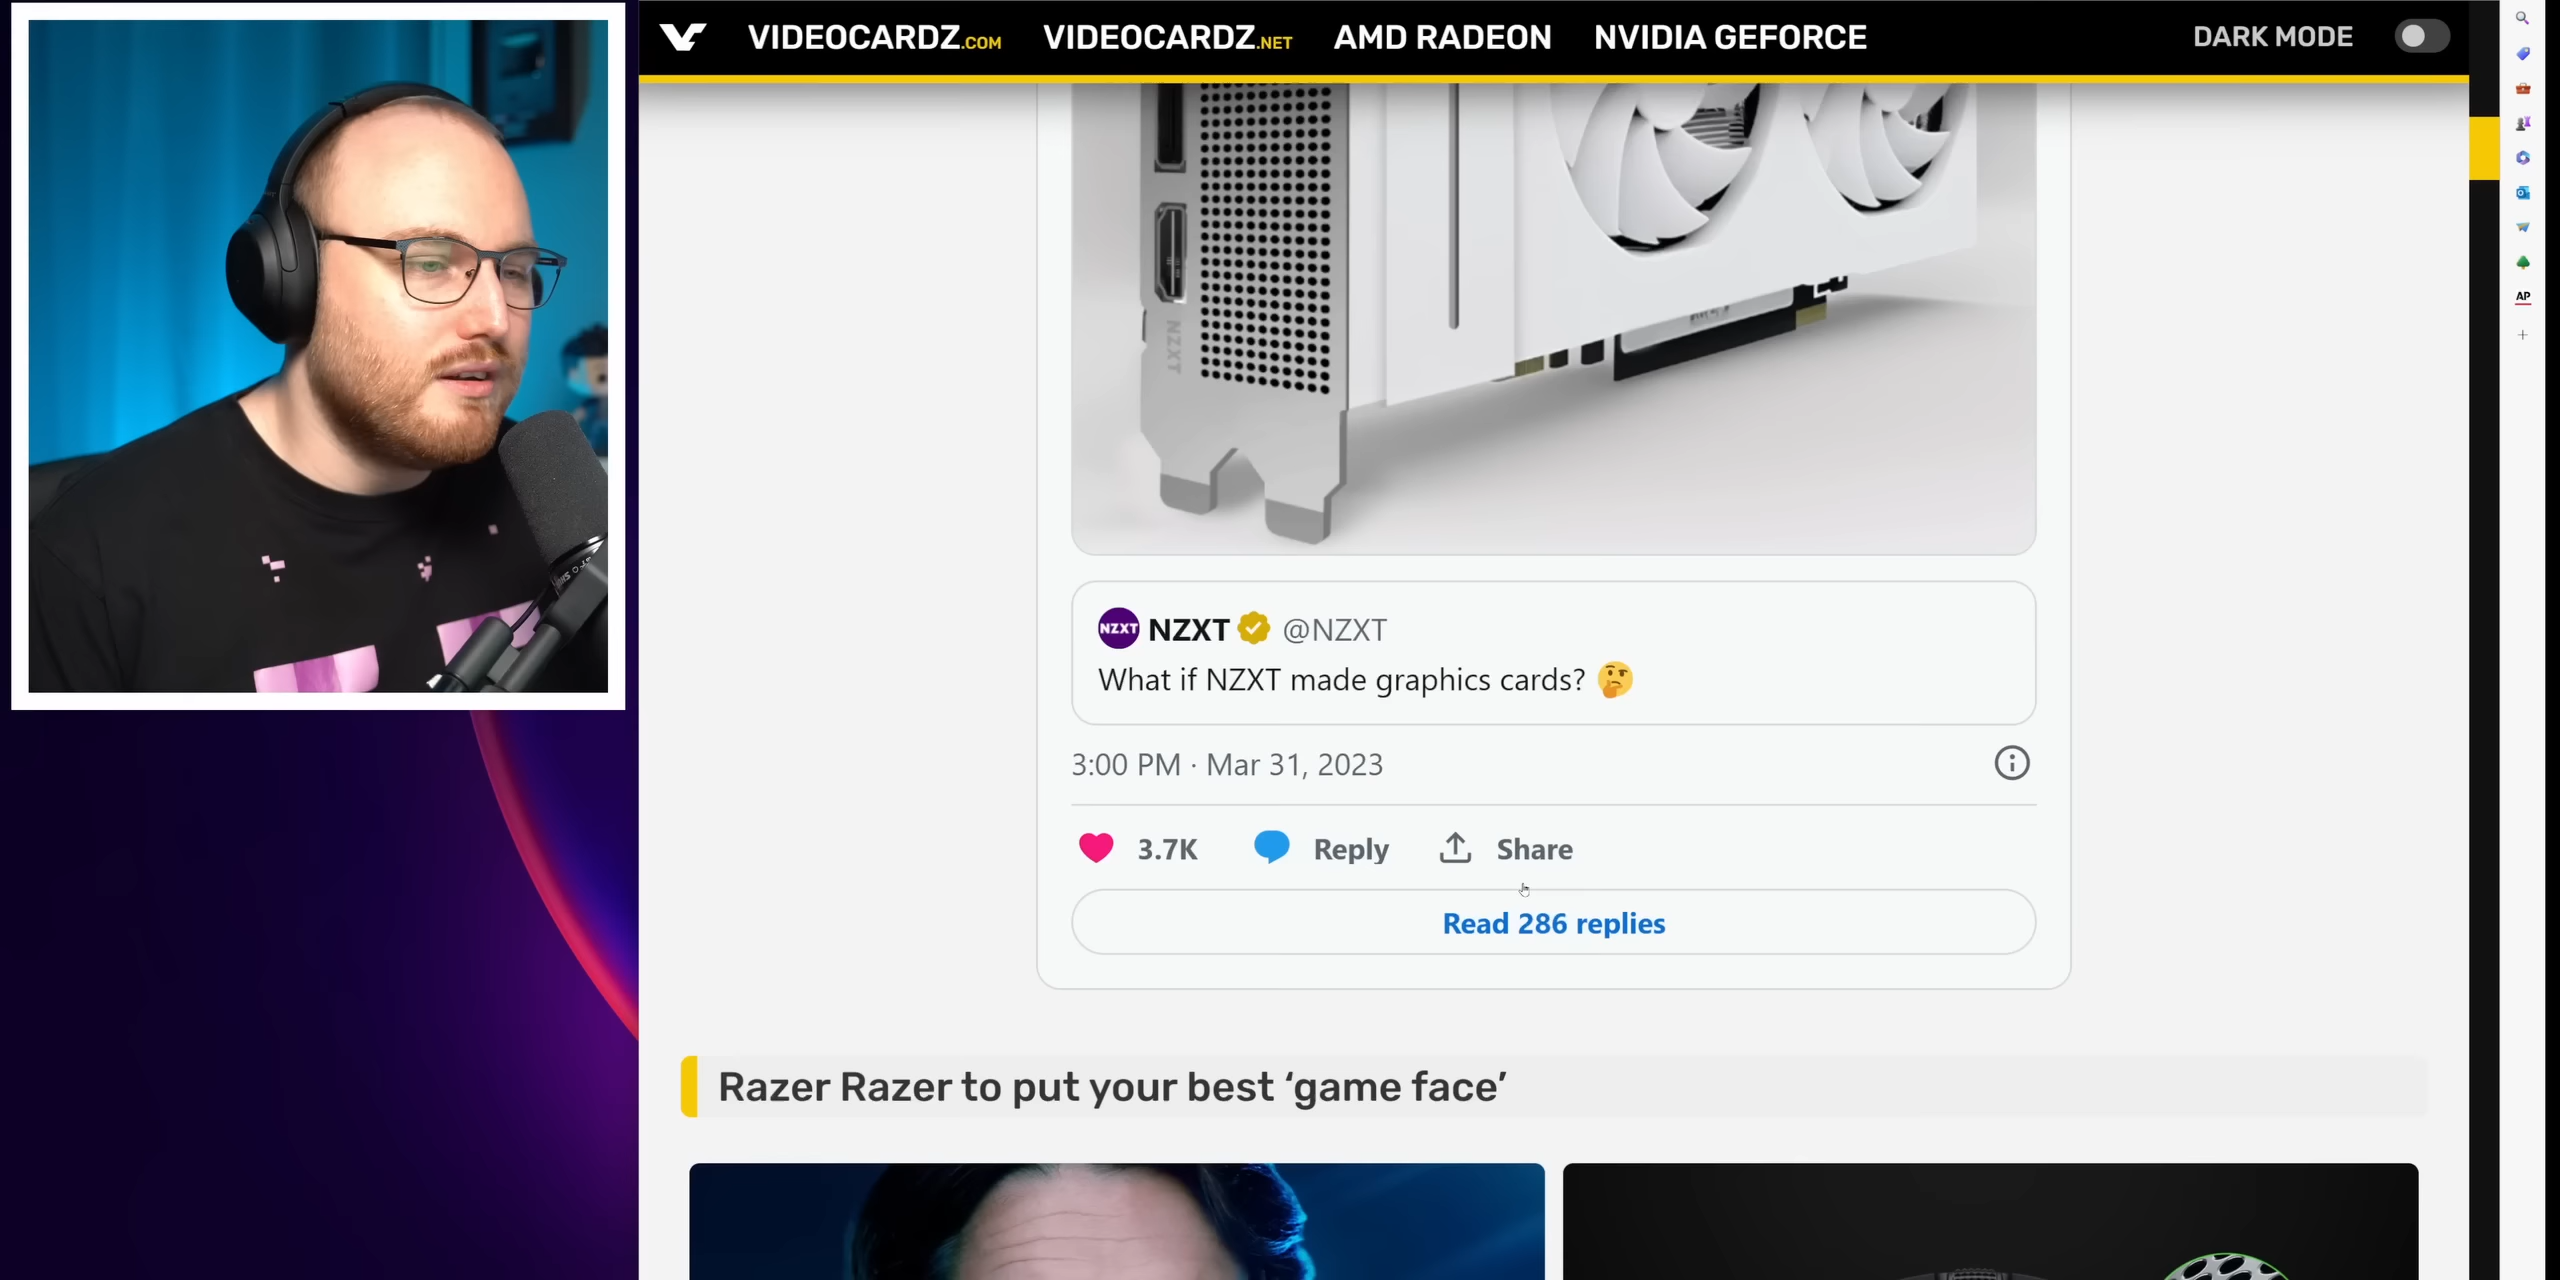 VIDEOCARDZ.COM VIDEOCARDZ.NET AMD RADEON NVIDIA GEFORCE DARK MODE
AP
NZXT
NZXT NZXT @NZXT
What if NZXT made graphics cards? 🤔
3:00 PM · Mar 31, 2023
3.7K Reply Share
Read 286 replies
Razer Razer to put your best ‘game face’